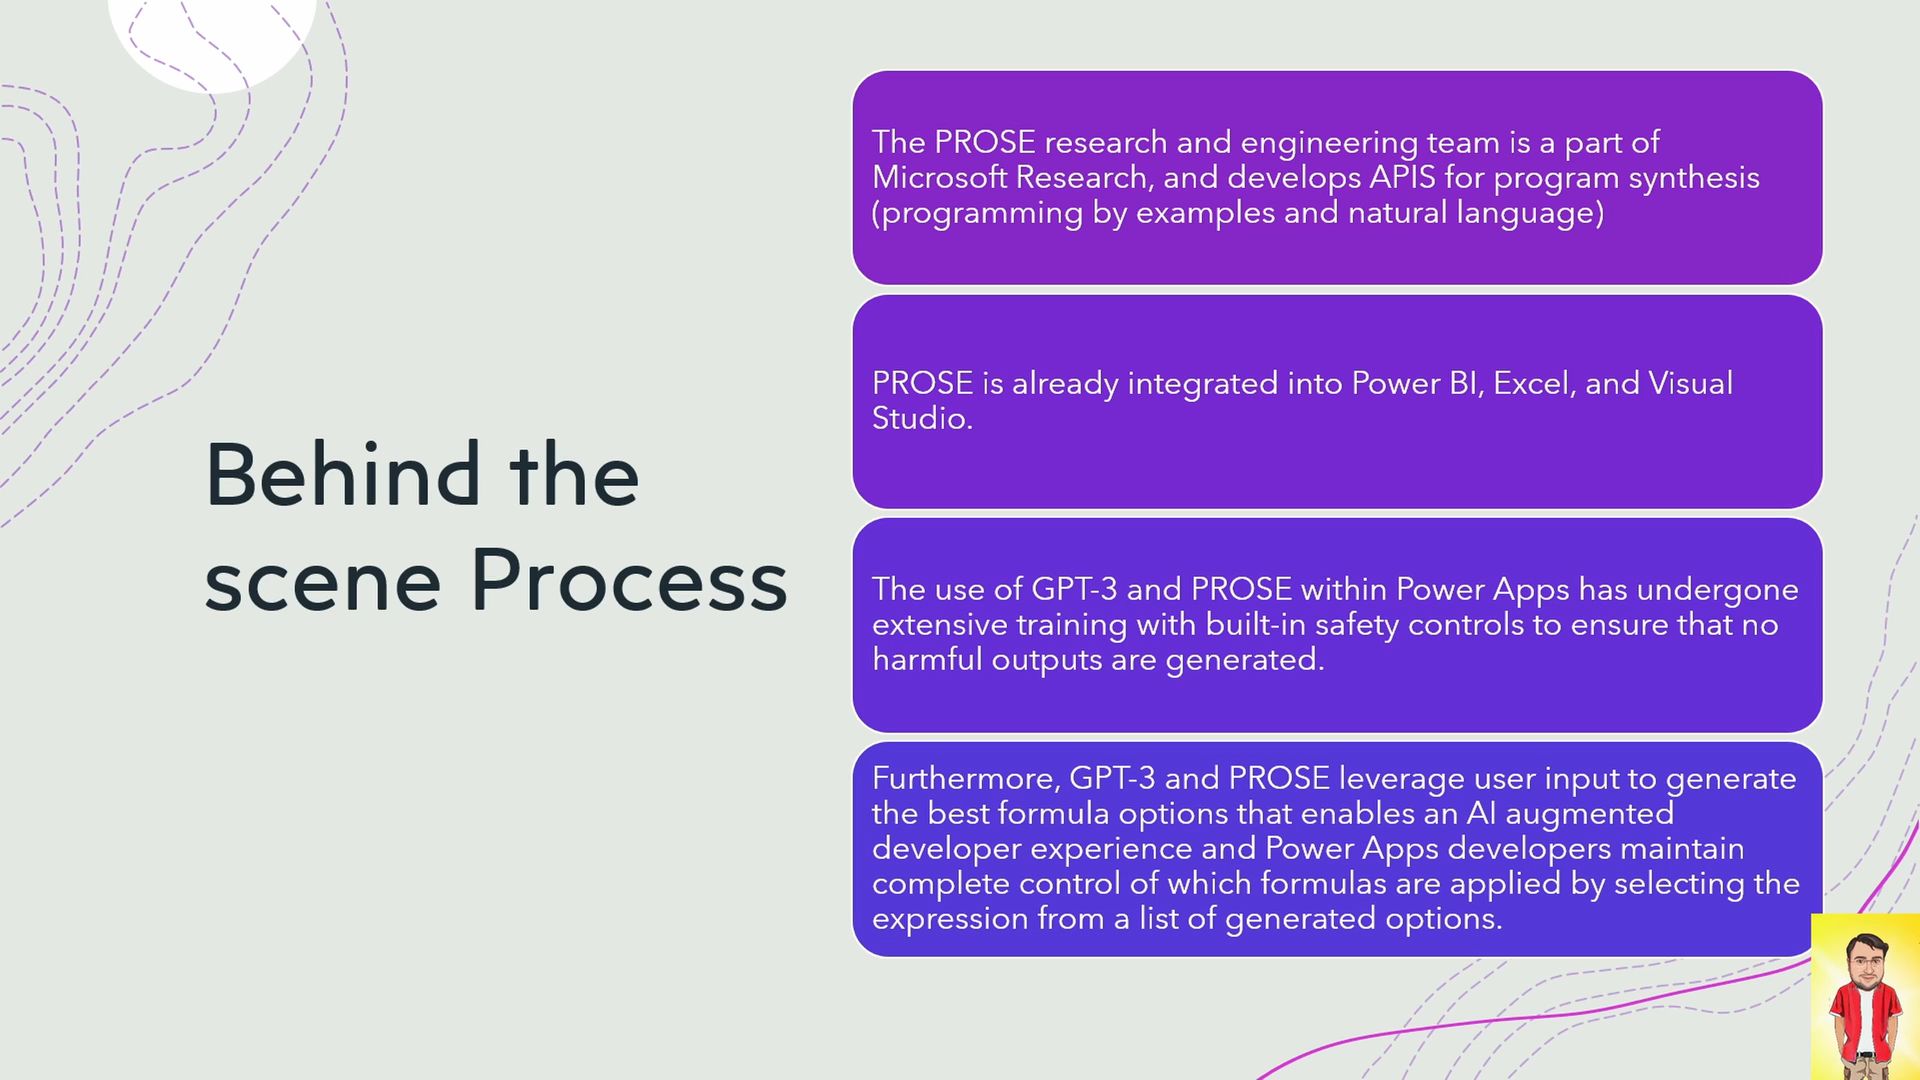 Behind the
scene Process
The PROSE research and engineering team is a part of
Microsoft Research, and develops APIS for program synthesis
(programming by examples and natural language)
PROSE is already integrated into Power BI, Excel, and Visual
Studio.
The use of GPT-3 and PROSE within Power Apps has undergone
extensive training with built-in safety controls to ensure that no
harmful outputs are generated.
Furthermore, GPT-3 and PROSE leverage user input to generate
the best formula options that enables an AI augmented
developer experience and Power Apps developers maintain
complete control of which formulas are applied by selecting the
expression from a list of generated options.